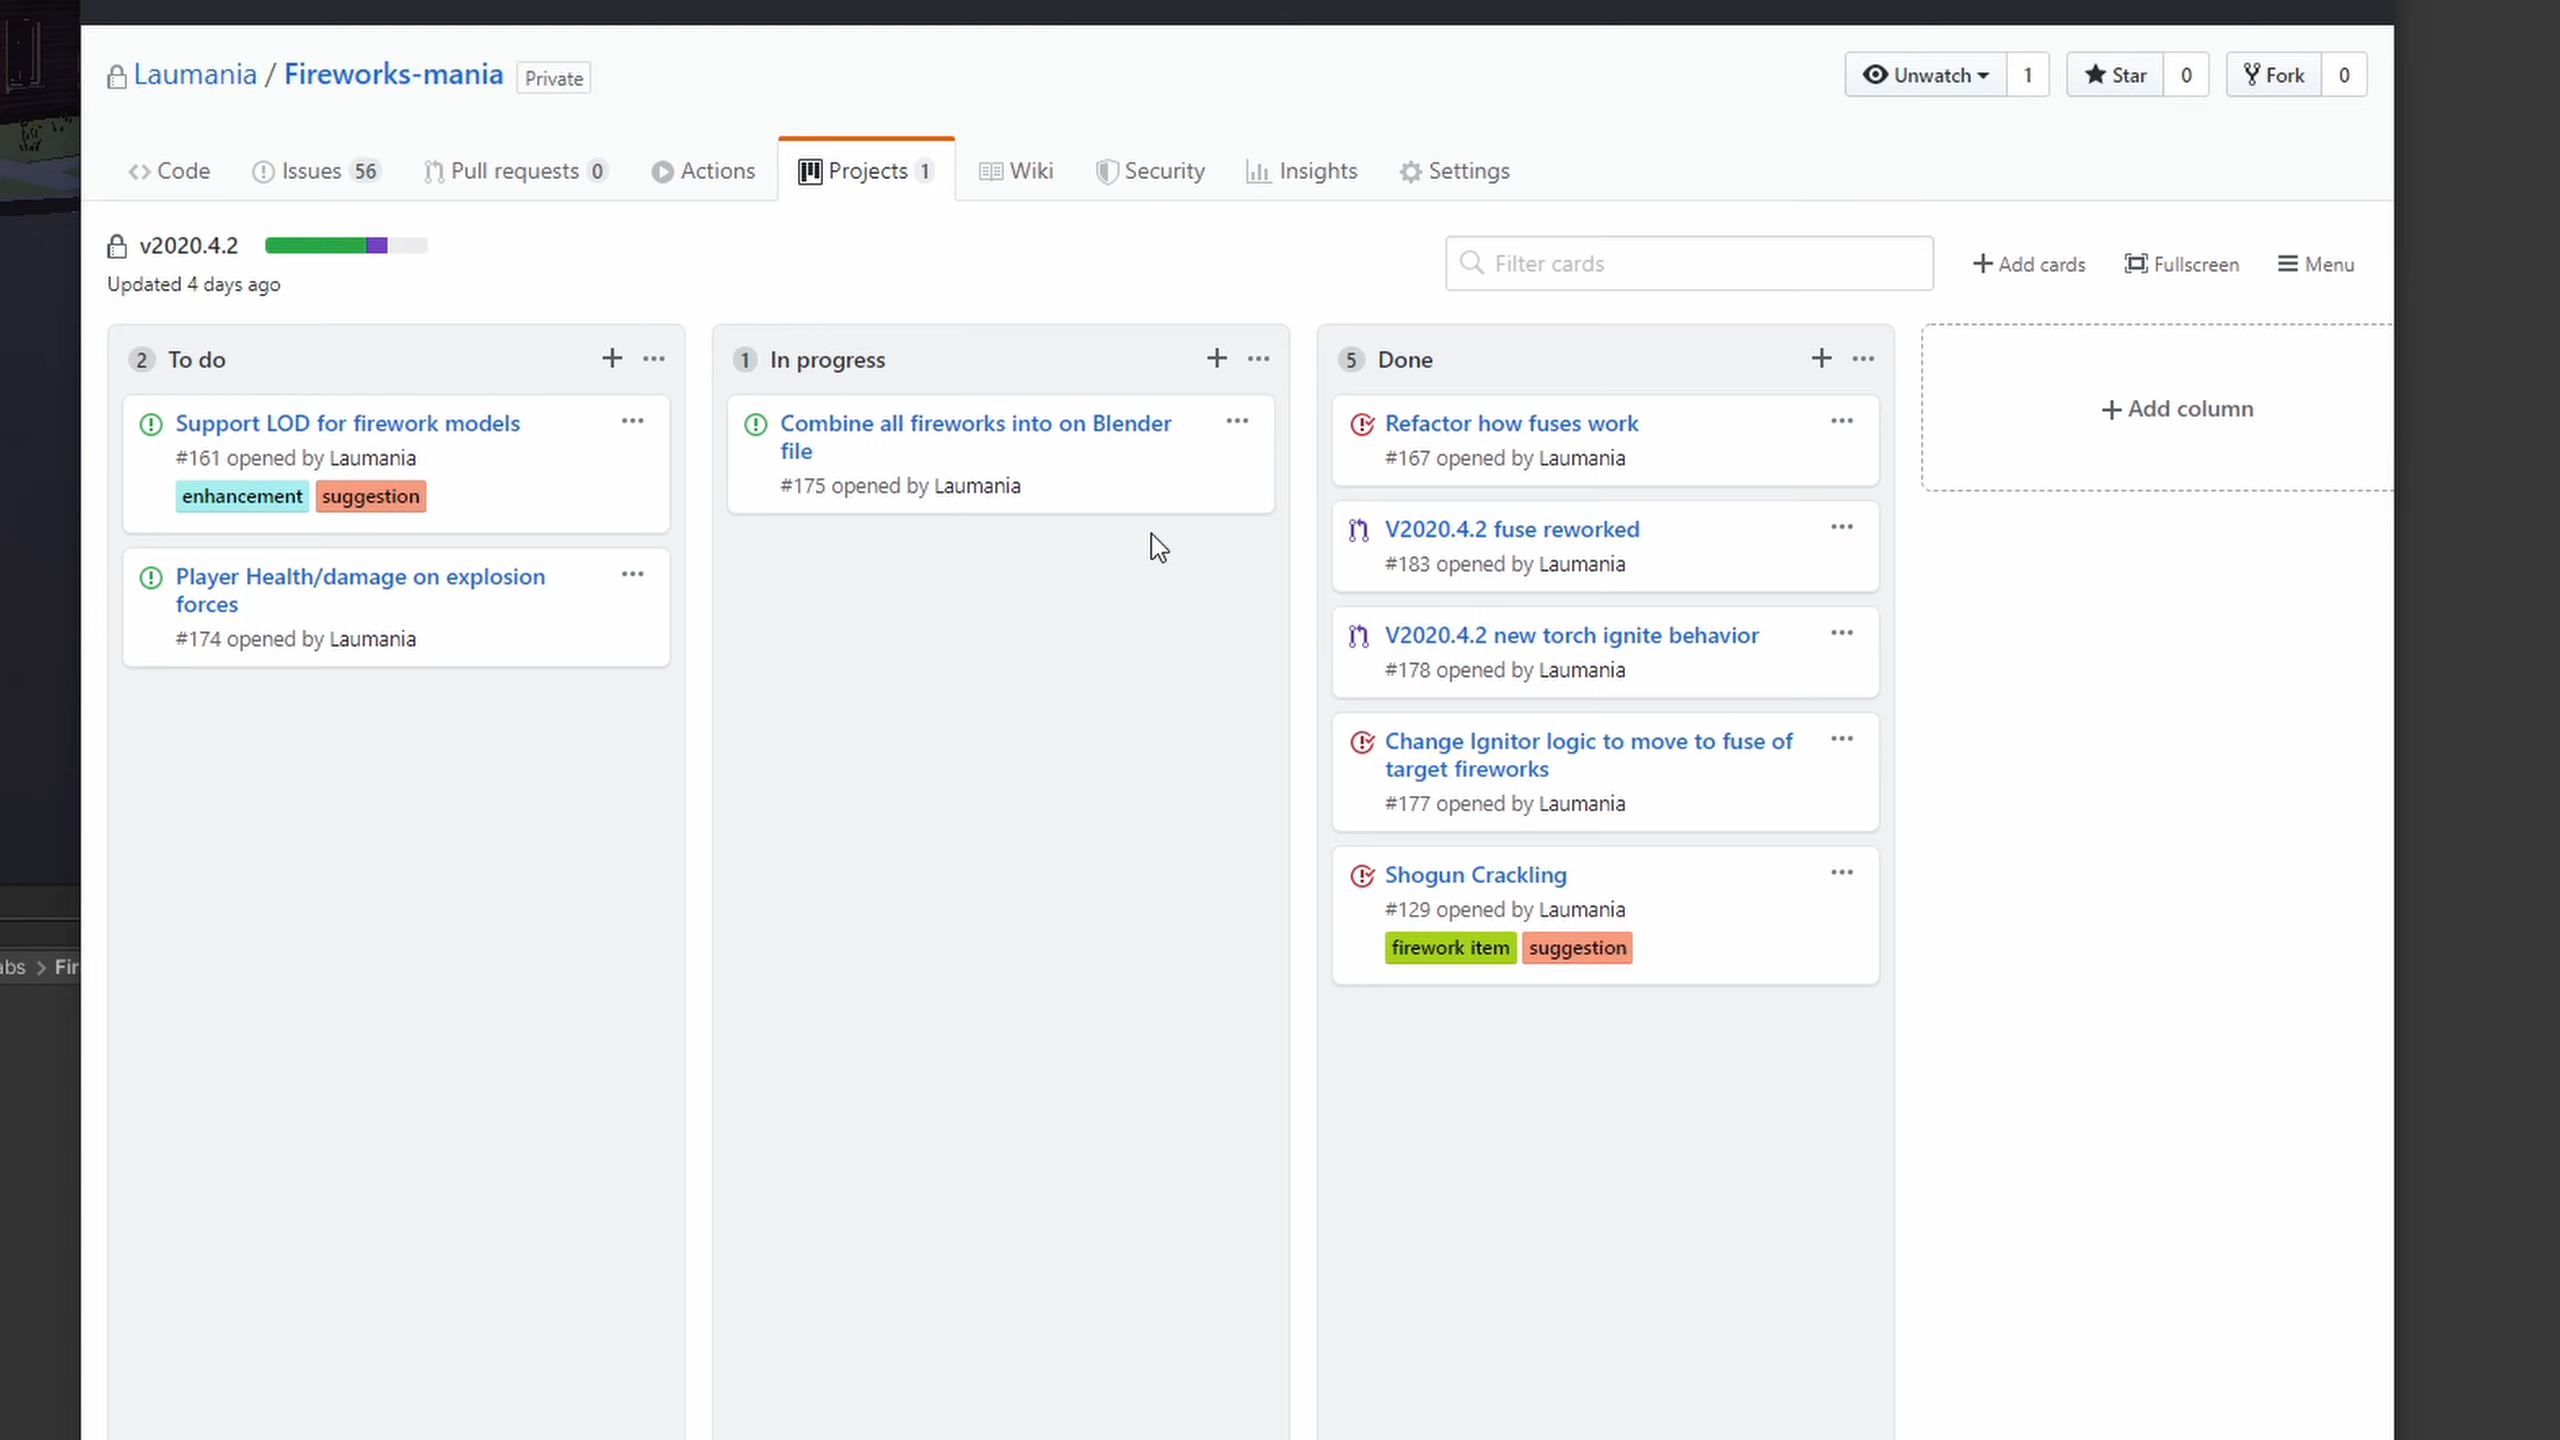 Laumania / Fireworks-mania Private
Unwatch 1 Star 0 Fork 0
Code Issues 56 Pull requests 0 Actions Projects 1 Wiki Security Insights Settings
v2020.4.2
Updated 4 days ago
Filter cards
+ Add cards Fullscreen Menu
2 To do + ...
Support LOD for firework models ...
#161 opened by Laumania
enhancement suggestion
Player Health/damage on explosion ...
forces
#174 opened by Laumania
1 In progress + ...
Combine all fireworks into on Blender ...
file
#175 opened by Laumania
5 Done + ...
Refactor how fuses work ...
#167 opened by Laumania
V2020.4.2 fuse reworked ...
#183 opened by Laumania
V2020.4.2 new torch ignite behavior ...
#178 opened by Laumania
Change Ignitor logic to move to fuse of ...
target fireworks
#177 opened by Laumania
Shogun Crackling ...
#129 opened by Laumania
firework item suggestion
+ Add column
abs > Fir